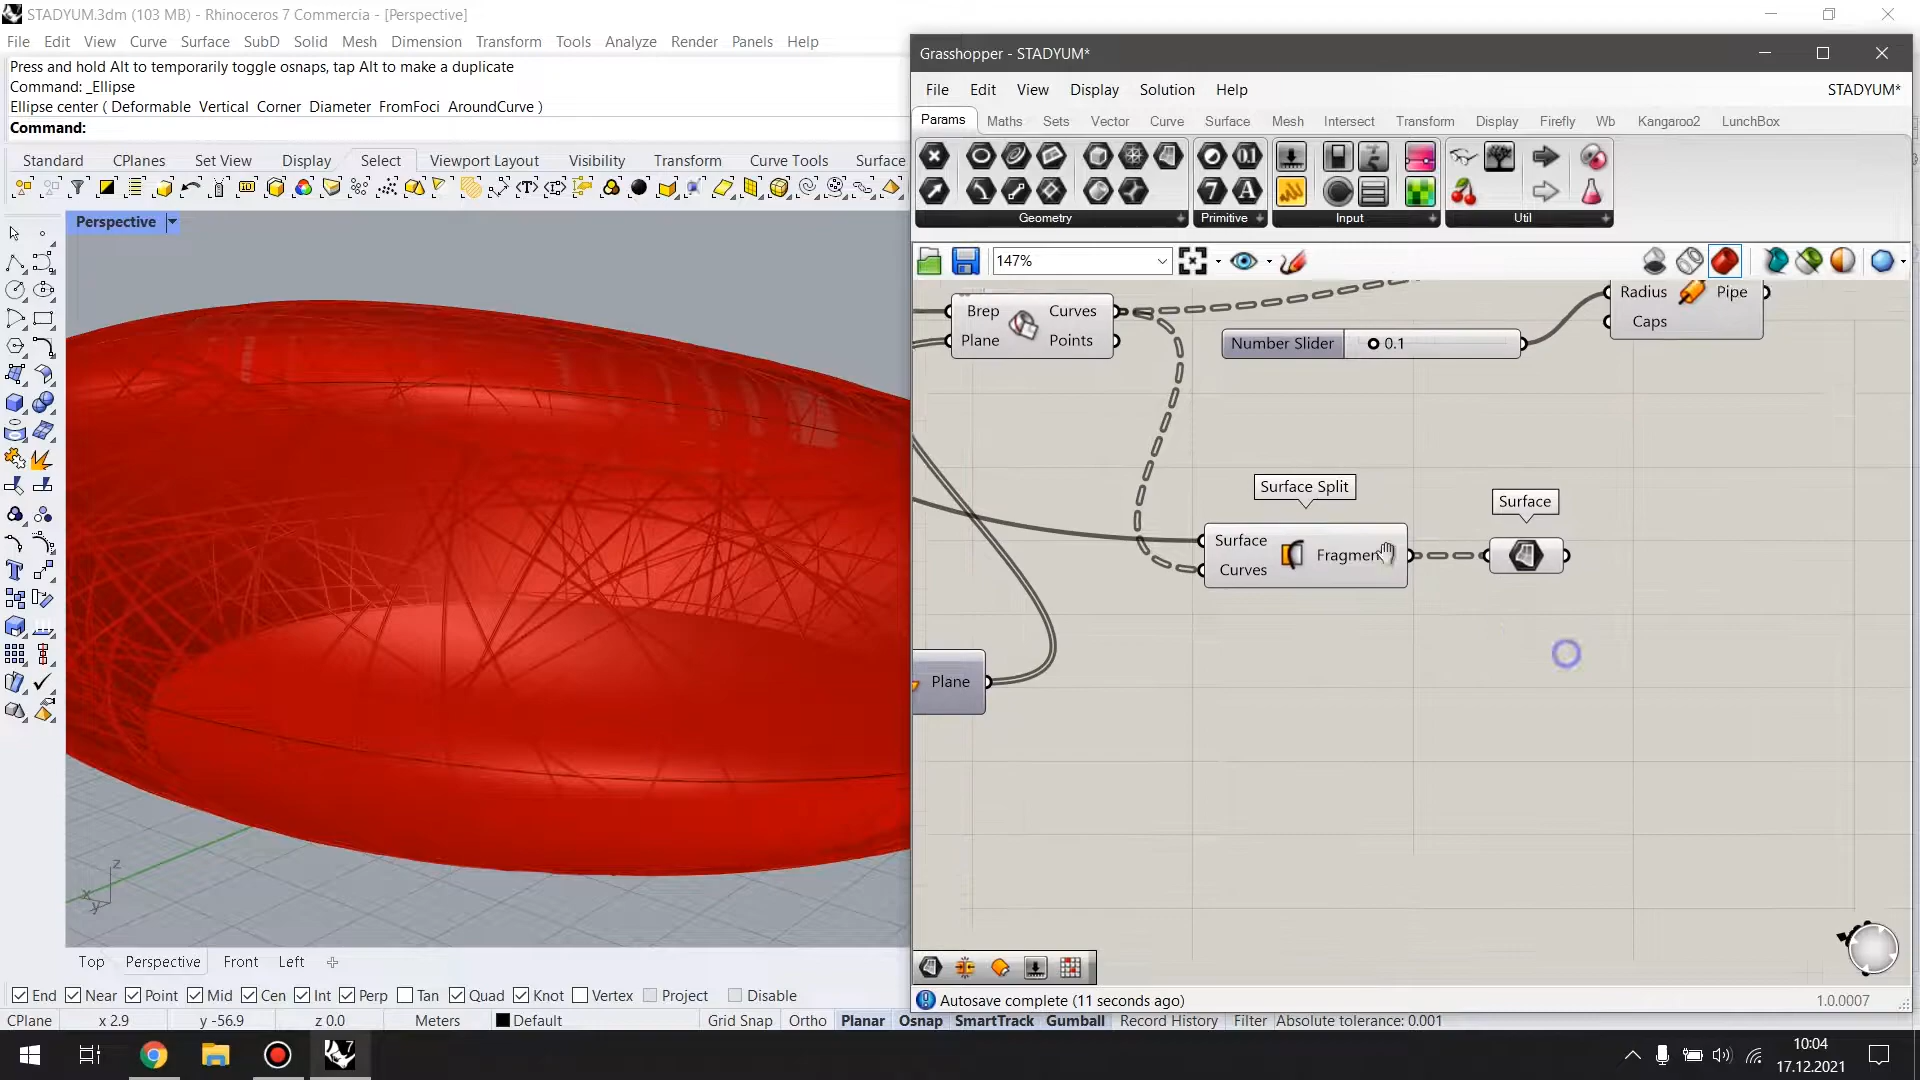 STADYUM.3dm (103 MB) - Rhinoceros 7 Commercia - [Perspective]
File Edit View Curve Surface SubD Solid Mesh Dimension Transform Tools Analyze Render Panels Help
Press and hold Alt to temporarily toggle osnaps, tap Alt to make a duplicate
Command: _Ellipse
Ellipse center ( Deformable Vertical Corner Diameter FromFoci AroundCurve )
Command:
Standard CPlanes Set View Display Select Viewport Layout Visibility Transform Curve Tools Surface
Perspective
Grasshopper - STADYUM*
File Edit View Display Solution Help STADYUM*
Params Maths Sets Vector Curve Surface Mesh Intersect Transform Display Firefly Wb Kangaroo2 LunchBox
Geometry Primitive Input Util
147%
Brep Curves
Plane Points
Number Slider 0.1
Radius Pipe
Caps
Surface Split
Surface
Surface Fragment
Curves
Plane
z
x
y
Top Perspective Front Left
End Near Point Mid Cen Int Perp Tan Quad Knot Vertex Project Disable
Autosave complete (11 seconds ago) 1.0.0007
CPlane x 2.9 y -56.9 z 0.0 Meters Default Grid Snap Ortho Planar Osnap SmartTrack Gumball Record History Filter Absolute tolerance: 0.001
7
10:04
17.12.2021